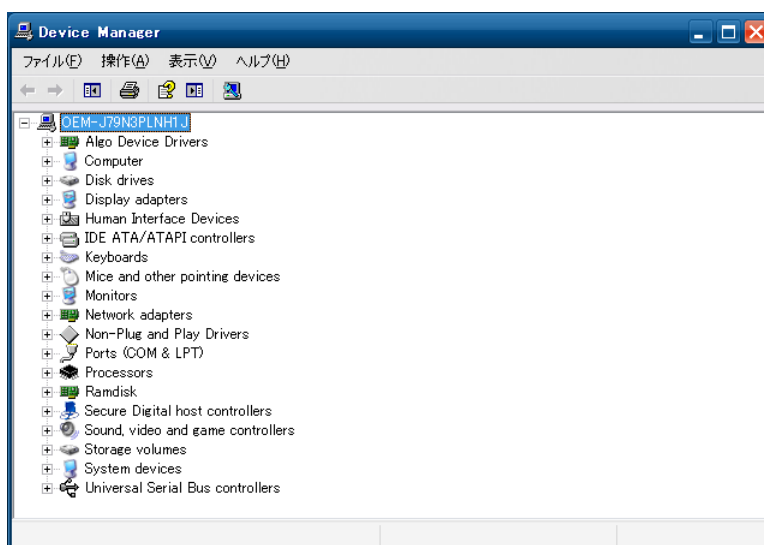 Device Manager
ファイル(F) 操作(A) 表示(V) ヘルプ(H)
OEM-J79N3PLNH1J
Algo Device Drivers
Computer
Disk drives
Display adapters
Human Interface Devices
IDE ATA/ATAPI controllers
Keyboards
Mice and other pointing devices
Monitors
Network adapters
Non-Plug and Play Drivers
Ports (COM & LPT)
Processors
Ramdisk
Secure Digital host controllers
Sound, video and game controllers
Storage volumes
System devices
Universal Serial Bus controllers